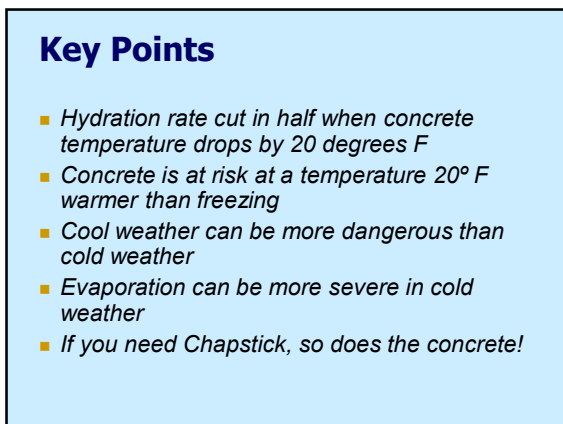 Key Points
Hydration rate cut in half when concrete
temperature drops by 20 degrees F
Concrete is at risk at a temperature 20º F
warmer than freezing
Cool weather can be more dangerous than
cold weather
Evaporation can be more severe in cold
weather
If you need Chapstick, so does the concrete!